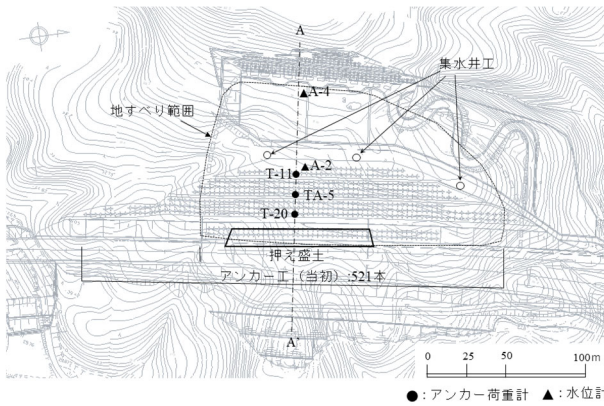 A
集水井工
A-4
地すべり範囲
A-2
T-11
TA-5
T-20
押え盛土
アンカー工（当初）:521本
A'
0 25 50 100m
●:アンカー荷重計 ▲:水位計